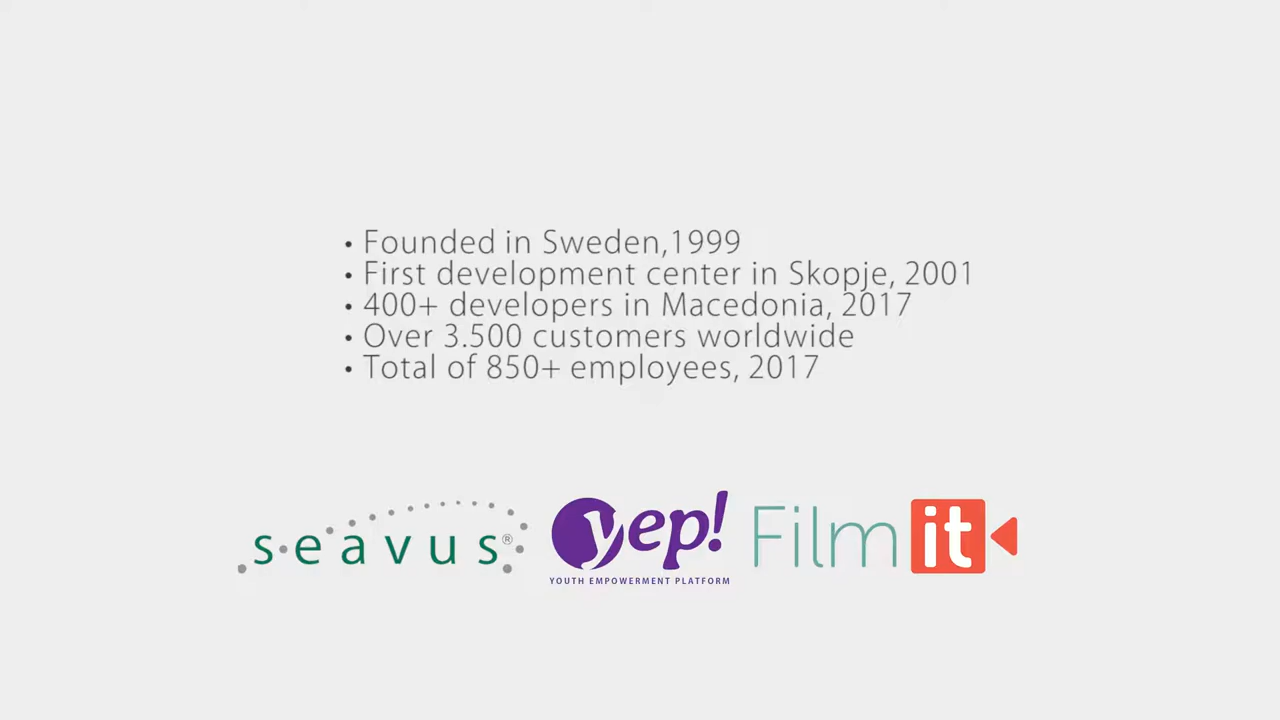 • Founded in Sweden,1999
• First development center in Skopje, 2001
• 400+ developers in Macedonia, 2017
• Over 3.500 customers worldwide
• Total of 850+ employees, 2017
seavus®
yep!
YOUTH EMPOWERMENT PLATFORM
Film it